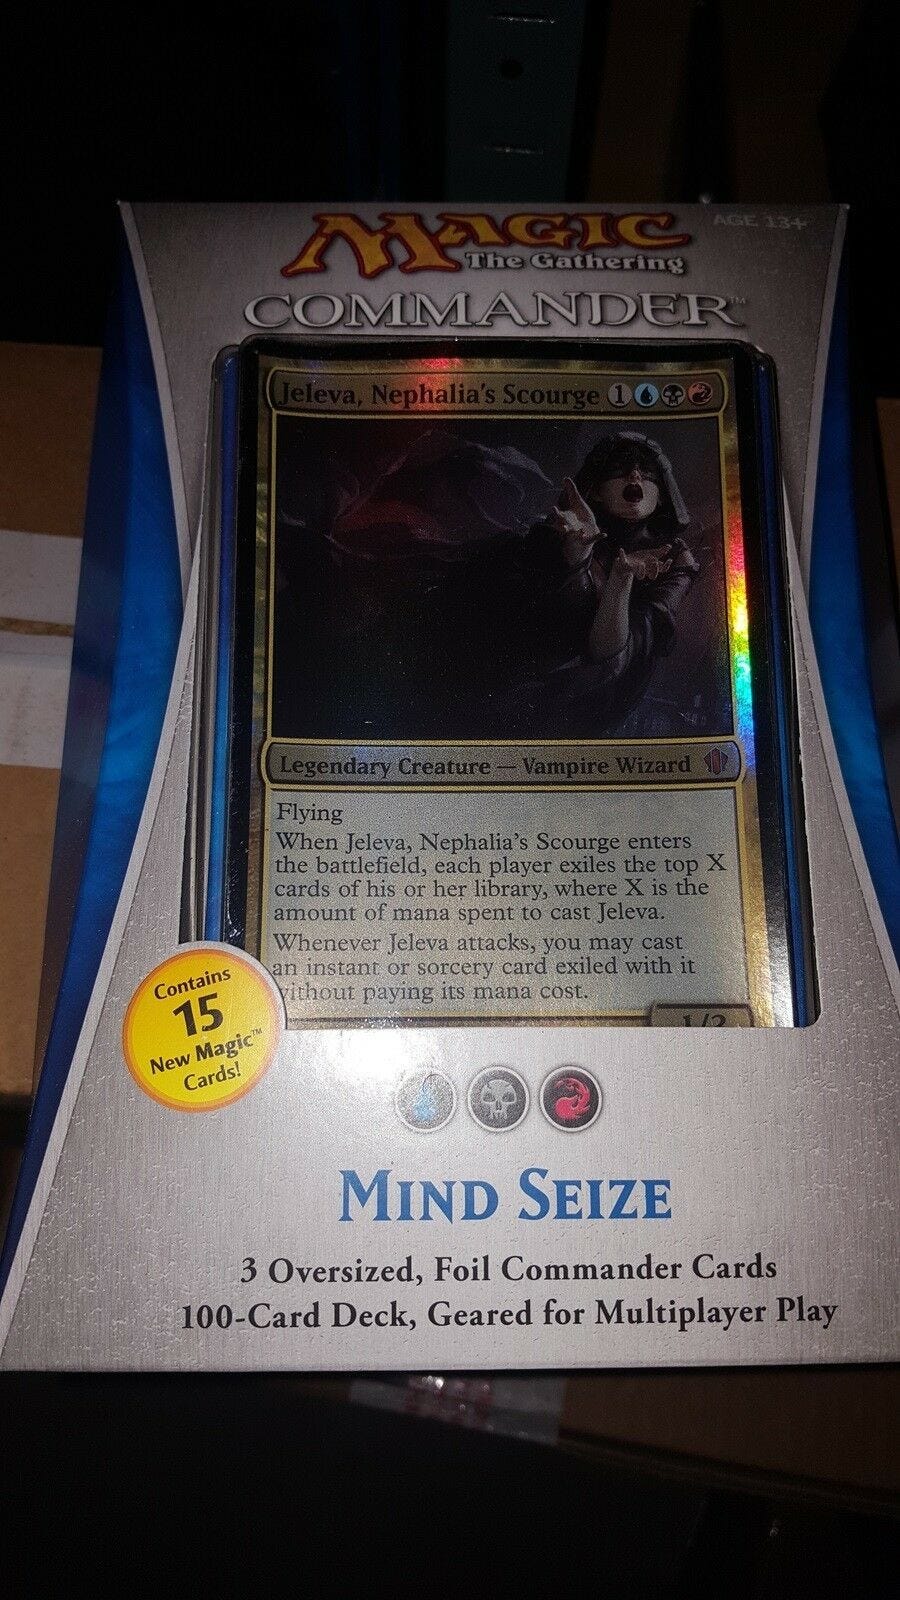 AGE 13+
MAGIC
The Gathering
COMMANDER™
Jeleva, Nephalia's Scourge 1
Legendary Creature — Vampire Wizard
Flying
When Jeleva, Nephalia's Scourge enters
the battlefield, each player exiles the top X
cards of his or her library, where X is the
amount of mana spent to cast Jeleva.
Whenever Jeleva attacks, you may cast
an instant or sorcery card exiled with it
without paying its mana cost.
1/3
Contains
15
New Magic™
Cards!
MIND SEIZE
3 Oversized, Foil Commander Cards
100-Card Deck, Geared for Multiplayer Play